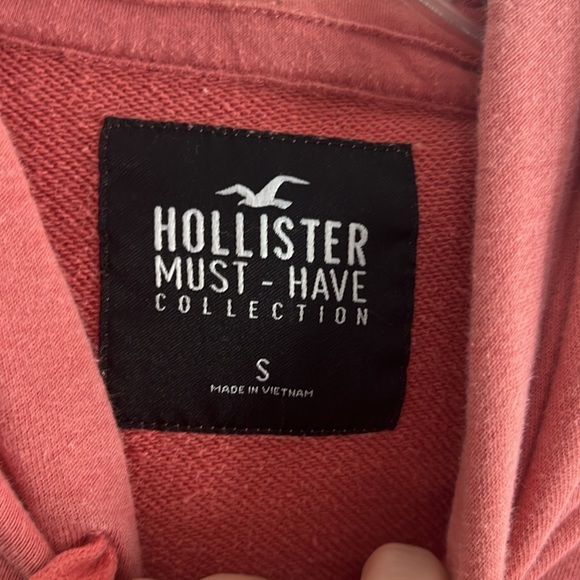 HOLLISTER
MUST - HAVE
COLLECTION
S
MADE IN VIETNAM